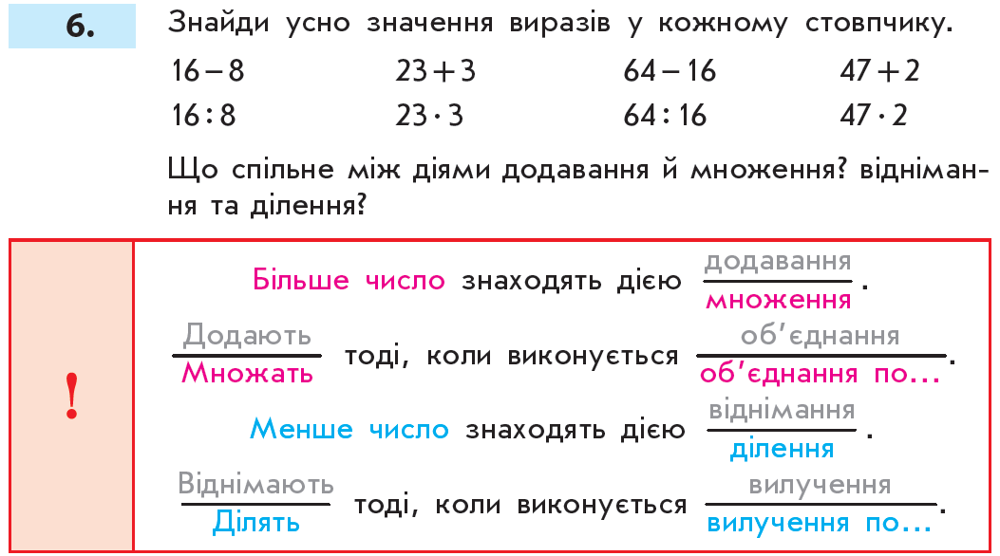 6. Знайди усно значення виразів у кожному стовпчику.
16 – 8 23 + 3 64 – 16 47 + 2
16 : 8 23 · 3 64 : 16 47 · 2
Що спільне між діями додавання й множення? відніман-
ня та ділення?
додавання
Більше число знаходять дією .
множення
Додають об’єднання
тоді, коли виконується .
Множать об’єднання по...
!
віднімання
Менше число знаходять дією .
ділення
Віднімають вилучення
тоді, коли виконується .
Ділять вилучення по...